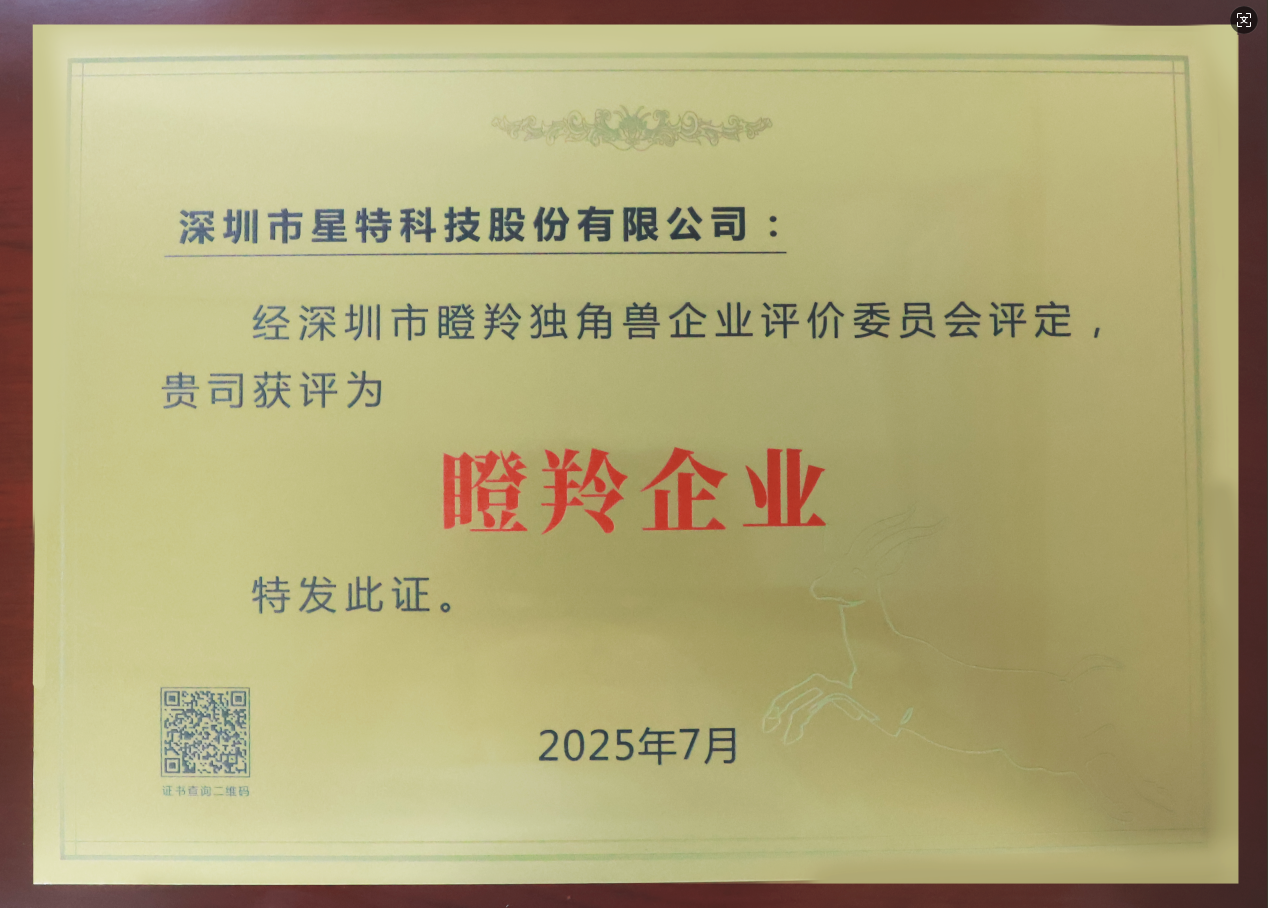 深圳市星特科技股份有限公司：
经深圳市瞪羚独角兽企业评价委员会评定，
贵司获评为
瞪羚企业
特发此证。
2025年7月
证书查询二维码